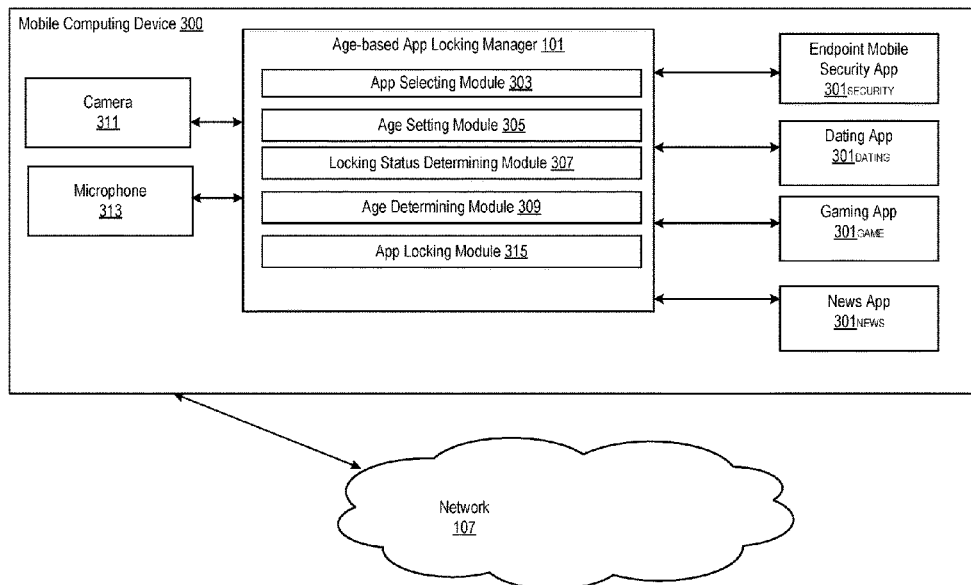 Mobile Computing Device 300
Age-based App Locking Manager 101
App Selecting Module 303
Age Setting Module 305
Locking Status Determining Module 307
Age Determining Module 309
App Locking Module 315
Camera
311
Microphone
313
Endpoint Mobile
Security App
301SECURITY
Dating App
301DATING
Gaming App
301GAME
News App
301NEWS
Network
107